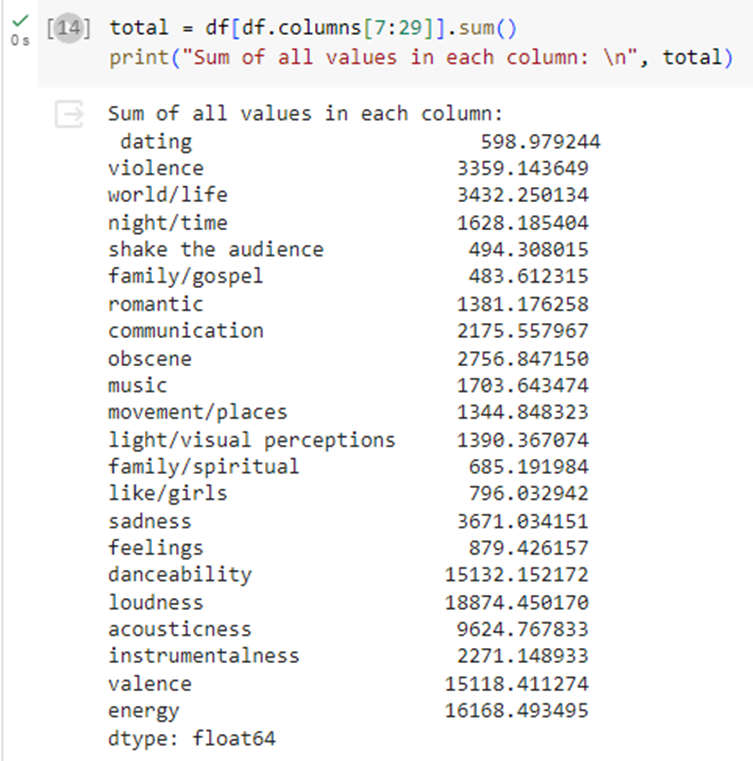 [14] total = df[df.columns[7:29]].sum()
0s print("Sum of all values in each column: \n", total)
Sum of all values in each column:
dating 598.979244
violence 3359.143649
world/life 3432.250134
night/time 1628.185404
shake the audience 494.308015
family/gospel 483.612315
romantic 1381.176258
communication 2175.557967
obscene 2756.847150
music 1703.643474
movement/places 1344.848323
light/visual perceptions 1390.367074
family/spiritual 685.191984
like/girls 796.032942
sadness 3671.034151
feelings 879.426157
danceability 15132.152172
loudness 18874.450170
acousticness 9624.767833
instrumentalness 2271.148933
valence 15118.411274
energy 16168.493495
dtype: float64